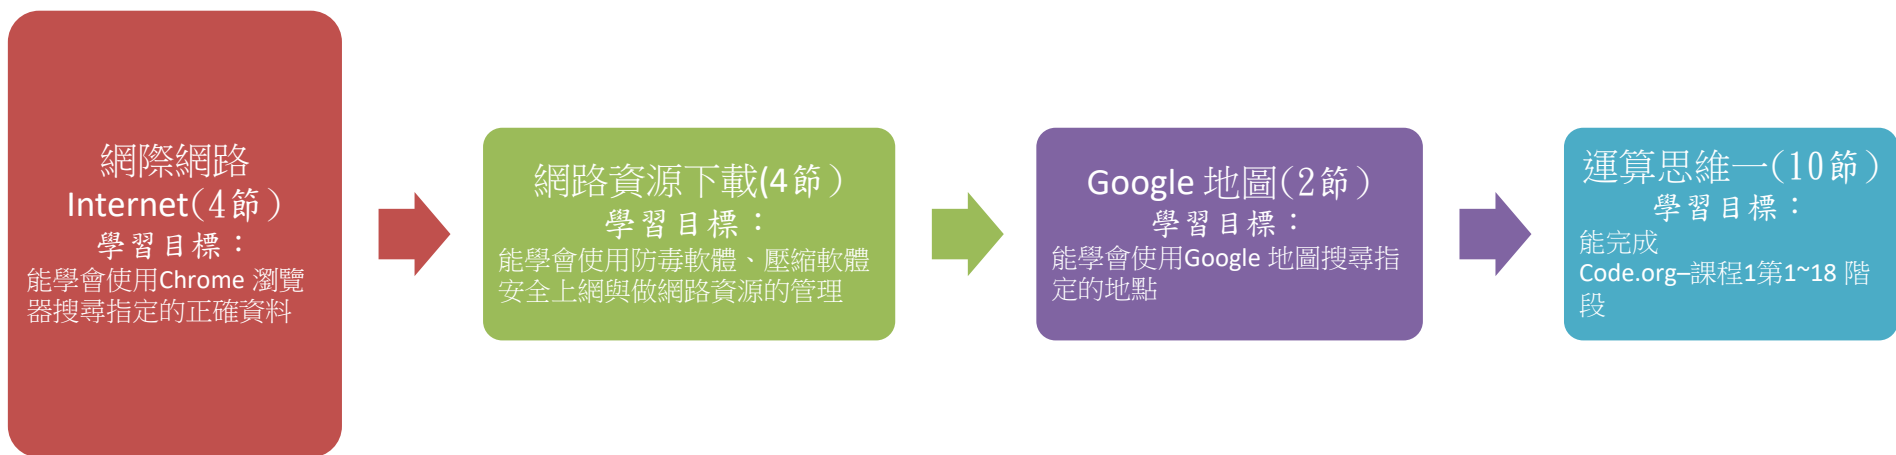 網際網路
Internet(4節)
學習目標：
能學會使用Chrome 瀏覽
器搜尋指定的正確資料
網路資源下載(4節)
學習目標：
能學會使用防毒軟體、壓縮軟體
安全上網與做網路資源的管理
Google 地圖(2節)
學習目標：
能學會使用Google 地圖搜尋指
定的地點
運算思維一(10節)
學習目標：
能完成
Code.org–課程1第1~18 階
段